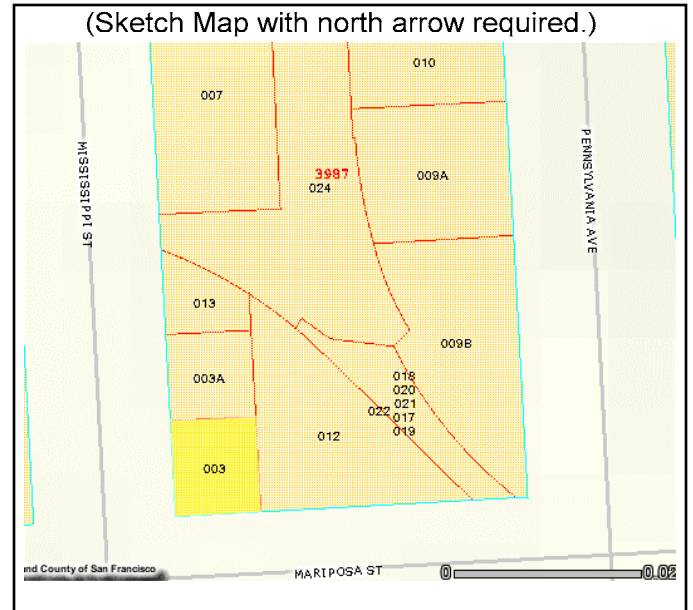 (Sketch Map with north arrow required.)
010
007
MISSISSIPPI ST
PENNSYLVANIA AVE
3987
024
009A
013
009B
003A
018
020
021
022
017
019
012
003
nd County of San Francisco
MARIPOSA ST
0
0.02